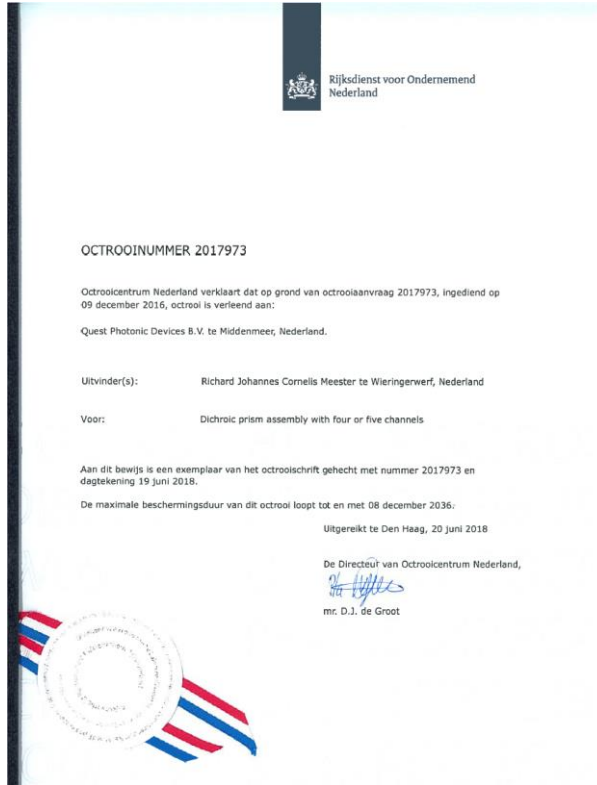 Rijksdienst voor Ondernemend
Nederland
OCTROOINUMMER 2017973
Octrooicentrum Nederland verklaart dat op grond van octrooiaanvraag 2017973, ingediend op
09 december 2016, octrooi is verleend aan:
Quest Photonic Devices B.V. te Middenmeer, Nederland.
Uitvinder(s): Richard Johannes Cornelis Meester te Wieringerwerf, Nederland
Voor: Dichroic prism assembly with four or five channels
Aan dit bewijs is een exemplaar van het octrooischrift gehecht met nummer 2017973 en
dagtekening 19 juni 2018.
De maximale beschermingsduur van dit octrooi loopt tot en met 08 december 2036.
Uitgereikt te Den Haag, 20 juni 2018
De Directeur van Octrooicentrum Nederland,
mr. D.J. de Groot